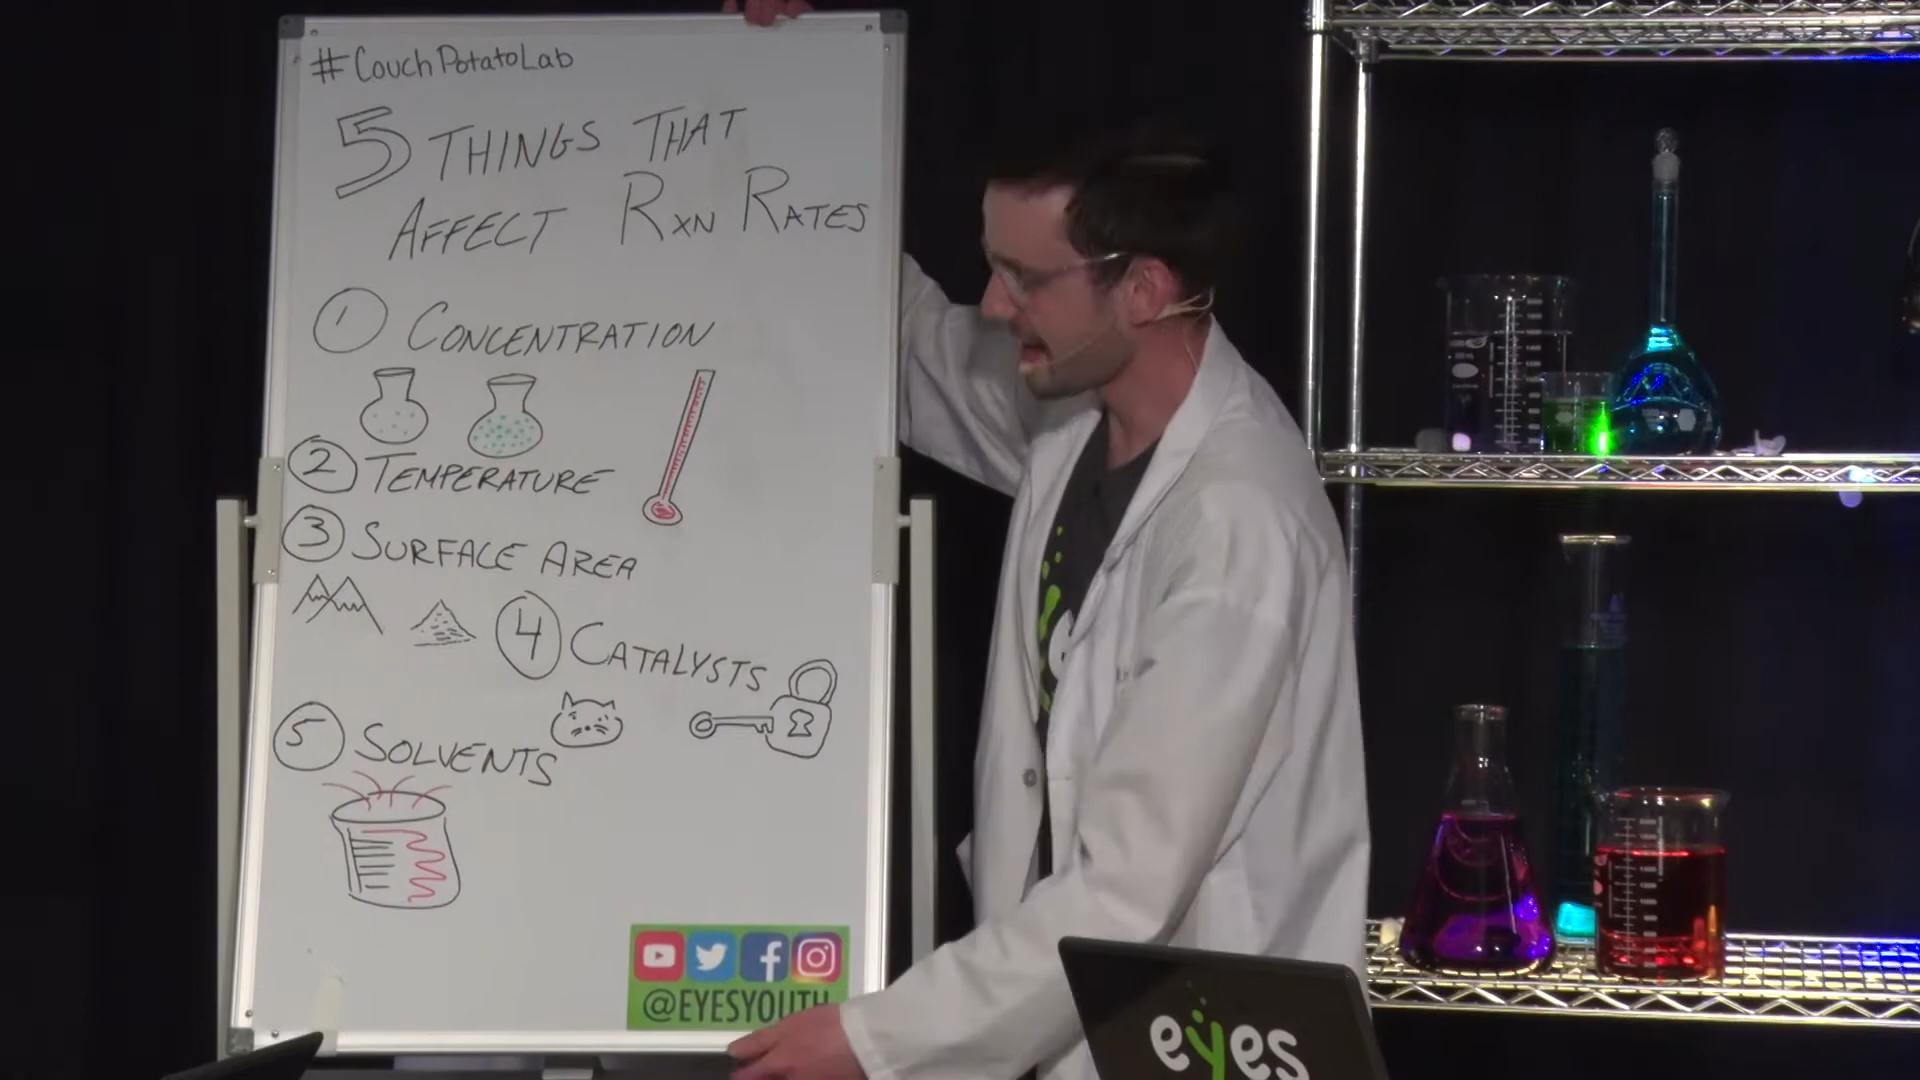 #CouchPotatoLab
5 THINGS THAT
AFFECT RXN RATES
1 CONCENTRATION
2 TEMPERATURE
3 SURFACE AREA
4 CATALYSTS
5 SOLVENTS
@EYESYOUTH
eyes